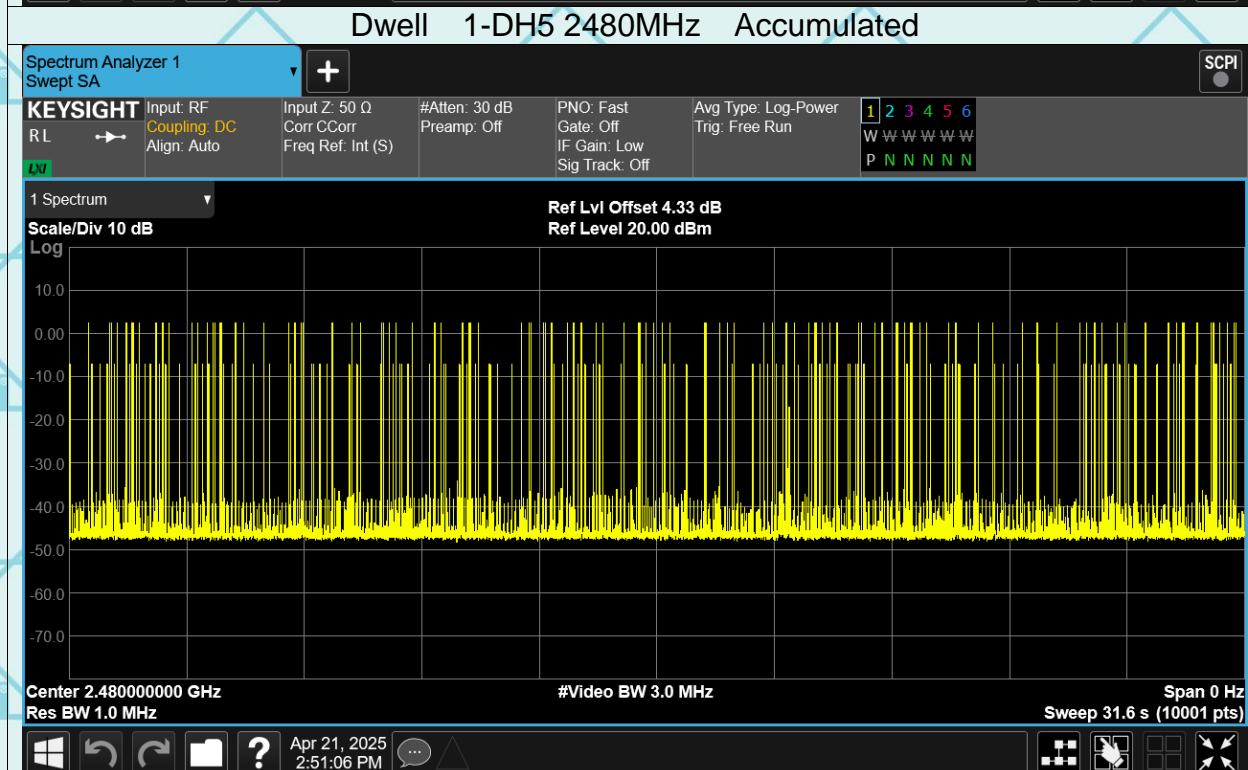 Dwell 1-DH5 2480MHz Accumulated
Spectrum Analyzer 1
Swept SA
▼
+
SCPI
KEYSIGHT
RL
LXI
Input: RF
Coupling: DC
Align: Auto
Input Z: 50 Ω
Corr CCorr
Freq Ref: Int (S)
#Atten: 30 dB
Preamp: Off
PNO: Fast
Gate: Off
IF Gain: Low
Sig Track: Off
Avg Type: Log-Power
Trig: Free Run
1 2 3 4 5 6
W W W W W W
P N N N N N
1 Spectrum ▼
Scale/Div 10 dB
Ref Lvl Offset 4.33 dB
Ref Level 20.00 dBm
Log
10.0
0.00
-10.0
-20.0
-30.0
-40.0
-50.0
-60.0
-70.0
Center 2.480000000 GHz
#Video BW 3.0 MHz
Span 0 Hz
Res BW 1.0 MHz
Sweep 31.6 s (10001 pts)
?
Apr 21, 2025
2:51:06 PM